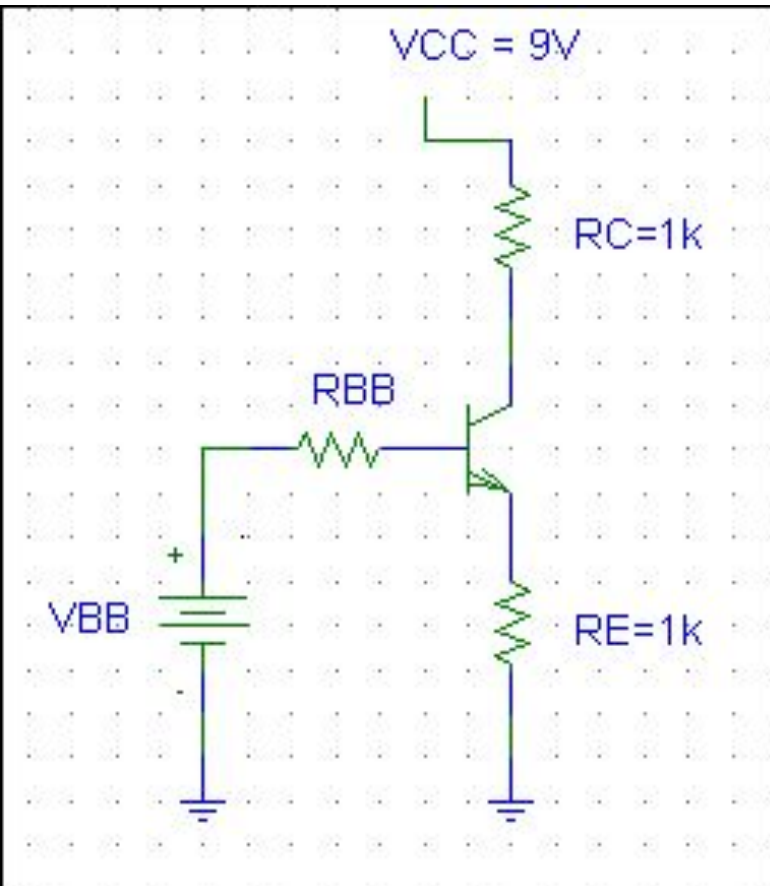 VCC = 9V
RC=1k
RBB
+
VBB
RE=1k
-